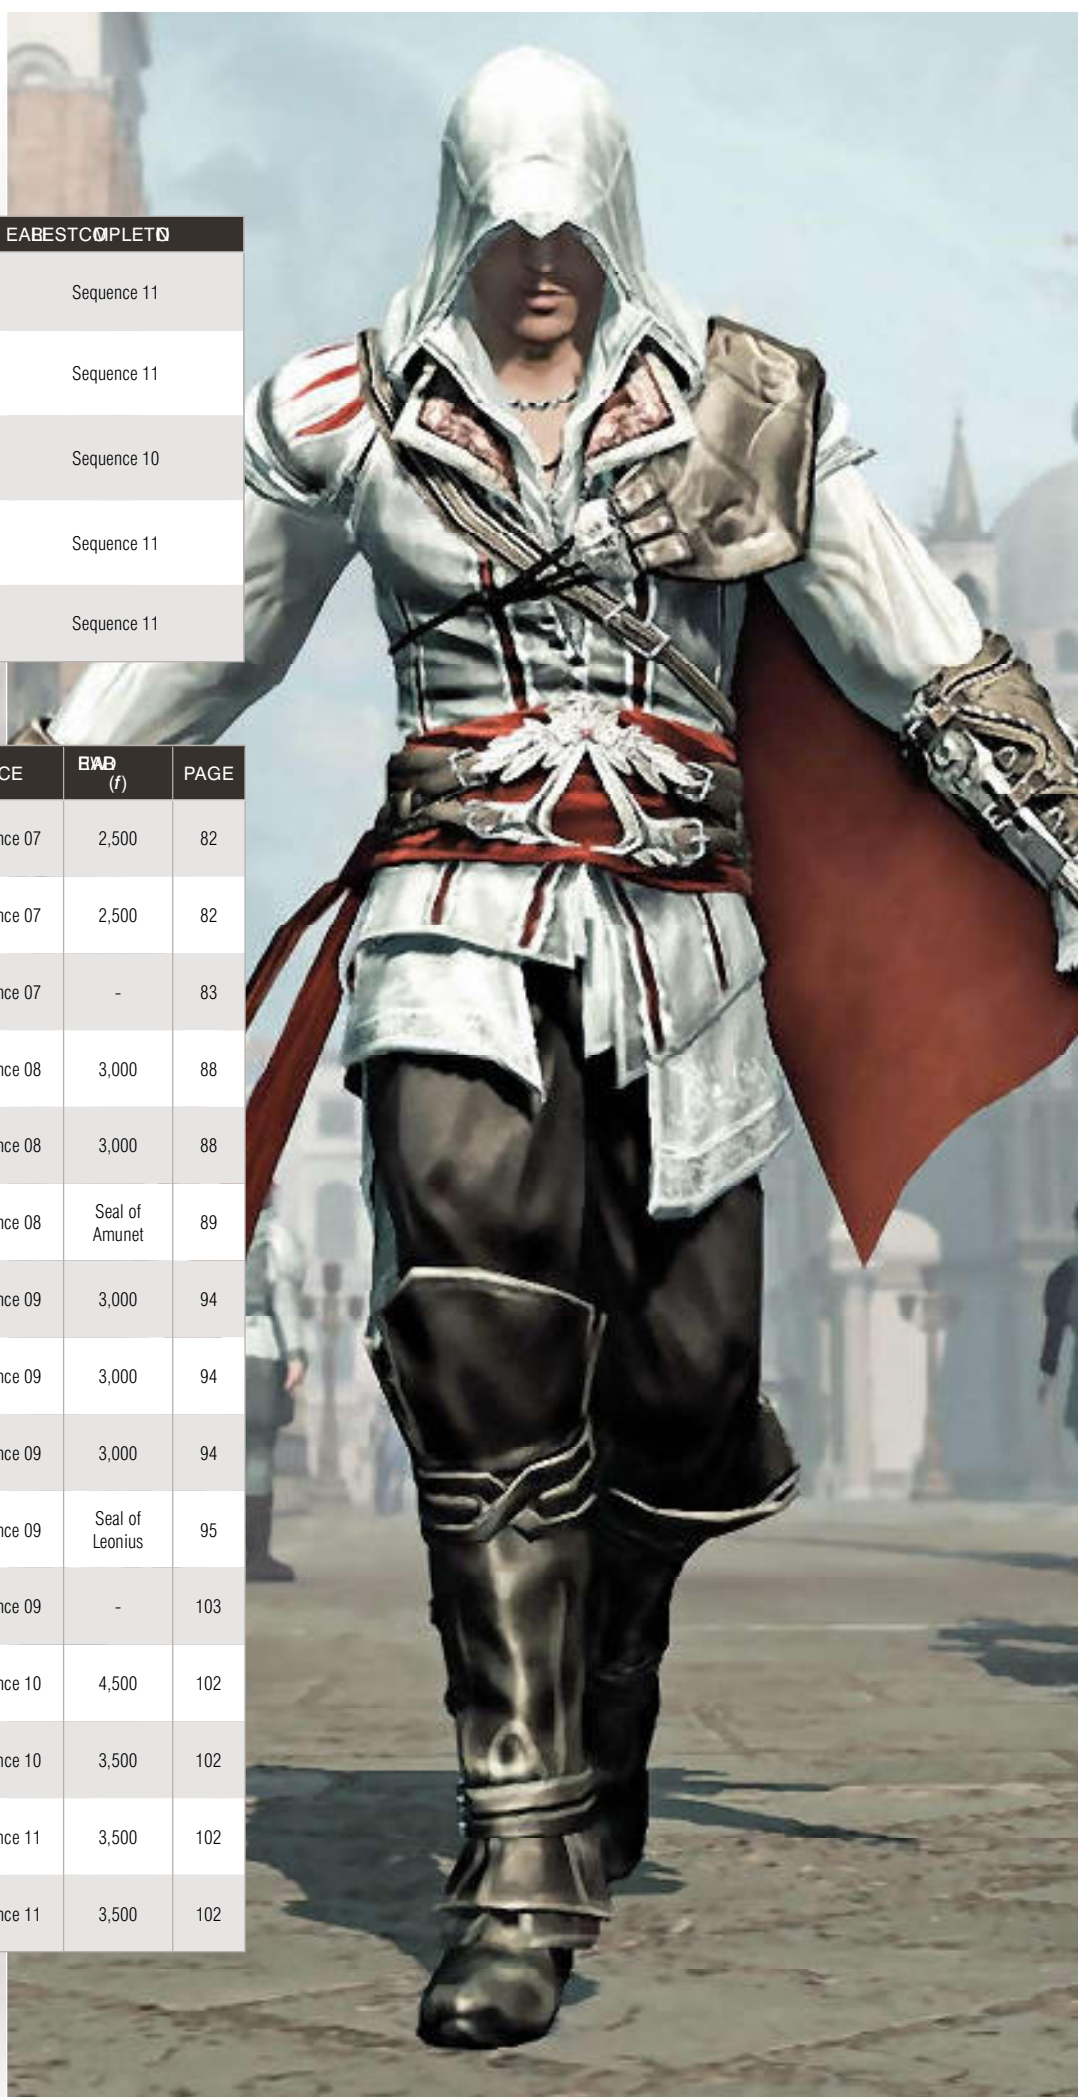 EARLIEST COMPLETION
Sequence 11
Sequence 11
Sequence 10
Sequence 11
Sequence 11
CE REWARD (f) PAGE
nce 07 2,500 82
nce 07 2,500 82
nce 07 - 83
nce 08 3,000 88
nce 08 3,000 88
nce 08 Seal of Amunet 89
nce 09 3,000 94
nce 09 3,000 94
nce 09 3,000 94
nce 09 Seal of Leonius 95
nce 09 - 103
nce 10 4,500 102
nce 10 3,500 102
nce 11 3,500 102
nce 11 3,500 102